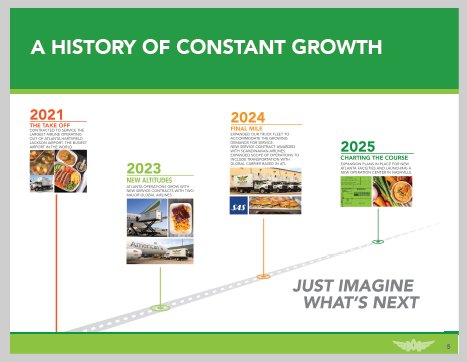 A HISTORY OF CONSTANT GROWTH
2021
THE TAKE OFF
CONTRACTED TO SERVICE THE
LARGEST AIRLINE OPERATING
OUT OF ATLANTA-HARTSFIELD
JACKSON AIRPORT, THE BUSIEST
AIRPORT IN THE WORLD
2023
NEW ALTITUDES
ATLANTA OPERATIONS GROW WITH
NEW SERVICE CONTRACTS WITH TWO
MAJOR GLOBAL AIRLINES
American
2024
FINAL MILE
EXPANDED OUR TRUCK FLEET TO
ACCOMMODATE THE GROWING
DEMANDS FOR SERVICE.
NEW SERVICE CONTRACT AWARDED
WITH SCANDINAVIAN AIRLINES.
EXPANDED SCOPE OF OPERATIONS TO
INCLUDE TRANSPORTATION WITH
GLOBAL CARRIER BASED IN ATL.
SAS
2025
CHARTING THE COURSE
EXPANSION PLANS IN PLACE FOR NEW
ATLANTA FACILITIES AND LAUNCHING A
NEW OPERATION CENTER IN NASHVILLE
JUST IMAGINE
WHAT'S NEXT
8